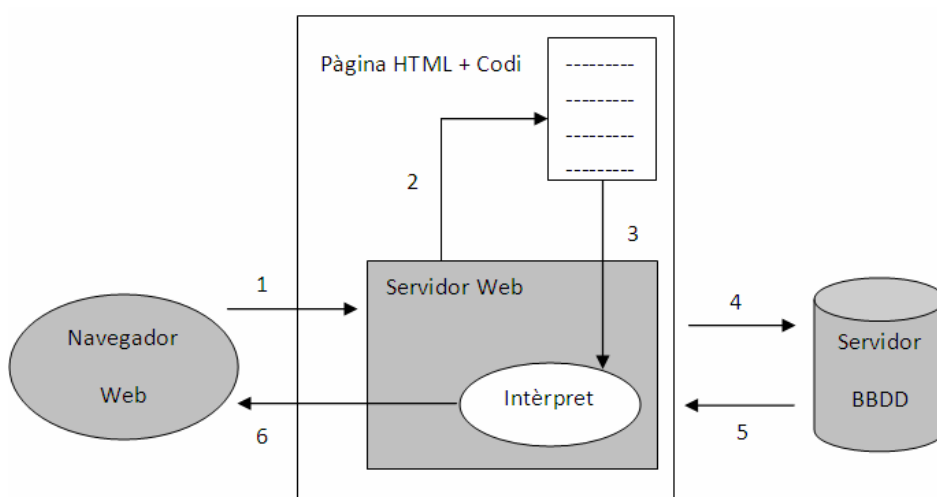 Pàgina HTML + Codi
----------
----------
----------
----------
2
3
1
Servidor Web
4
Navegador
Web
Servidor
BBDD
Intèrpret
6
5